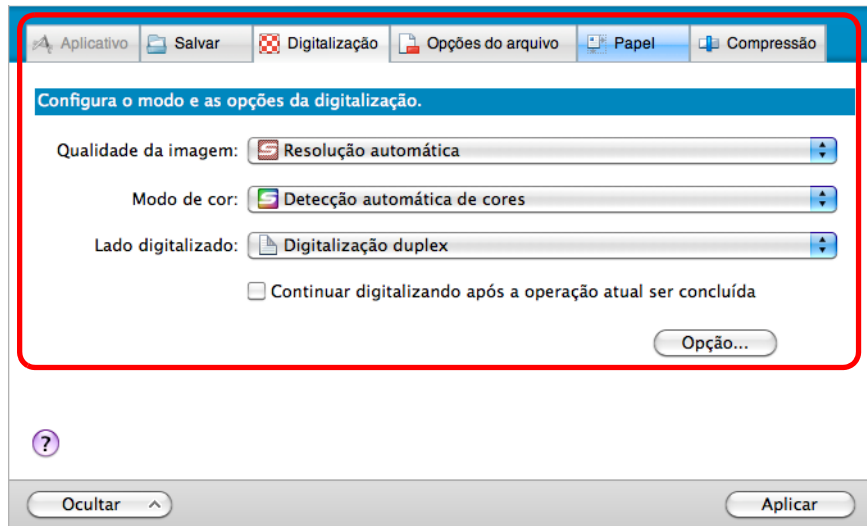 Aplicativo Salvar Digitalização Opções do arquivo Papel Compressão
Configura o modo e as opções da digitalização.
Qualidade da imagem: Resolução automática
Modo de cor: Detecção automática de cores
Lado digitalizado: Digitalização duplex
Continuar digitalizando após a operação atual ser concluída
Opção...
?
Ocultar Aplicar